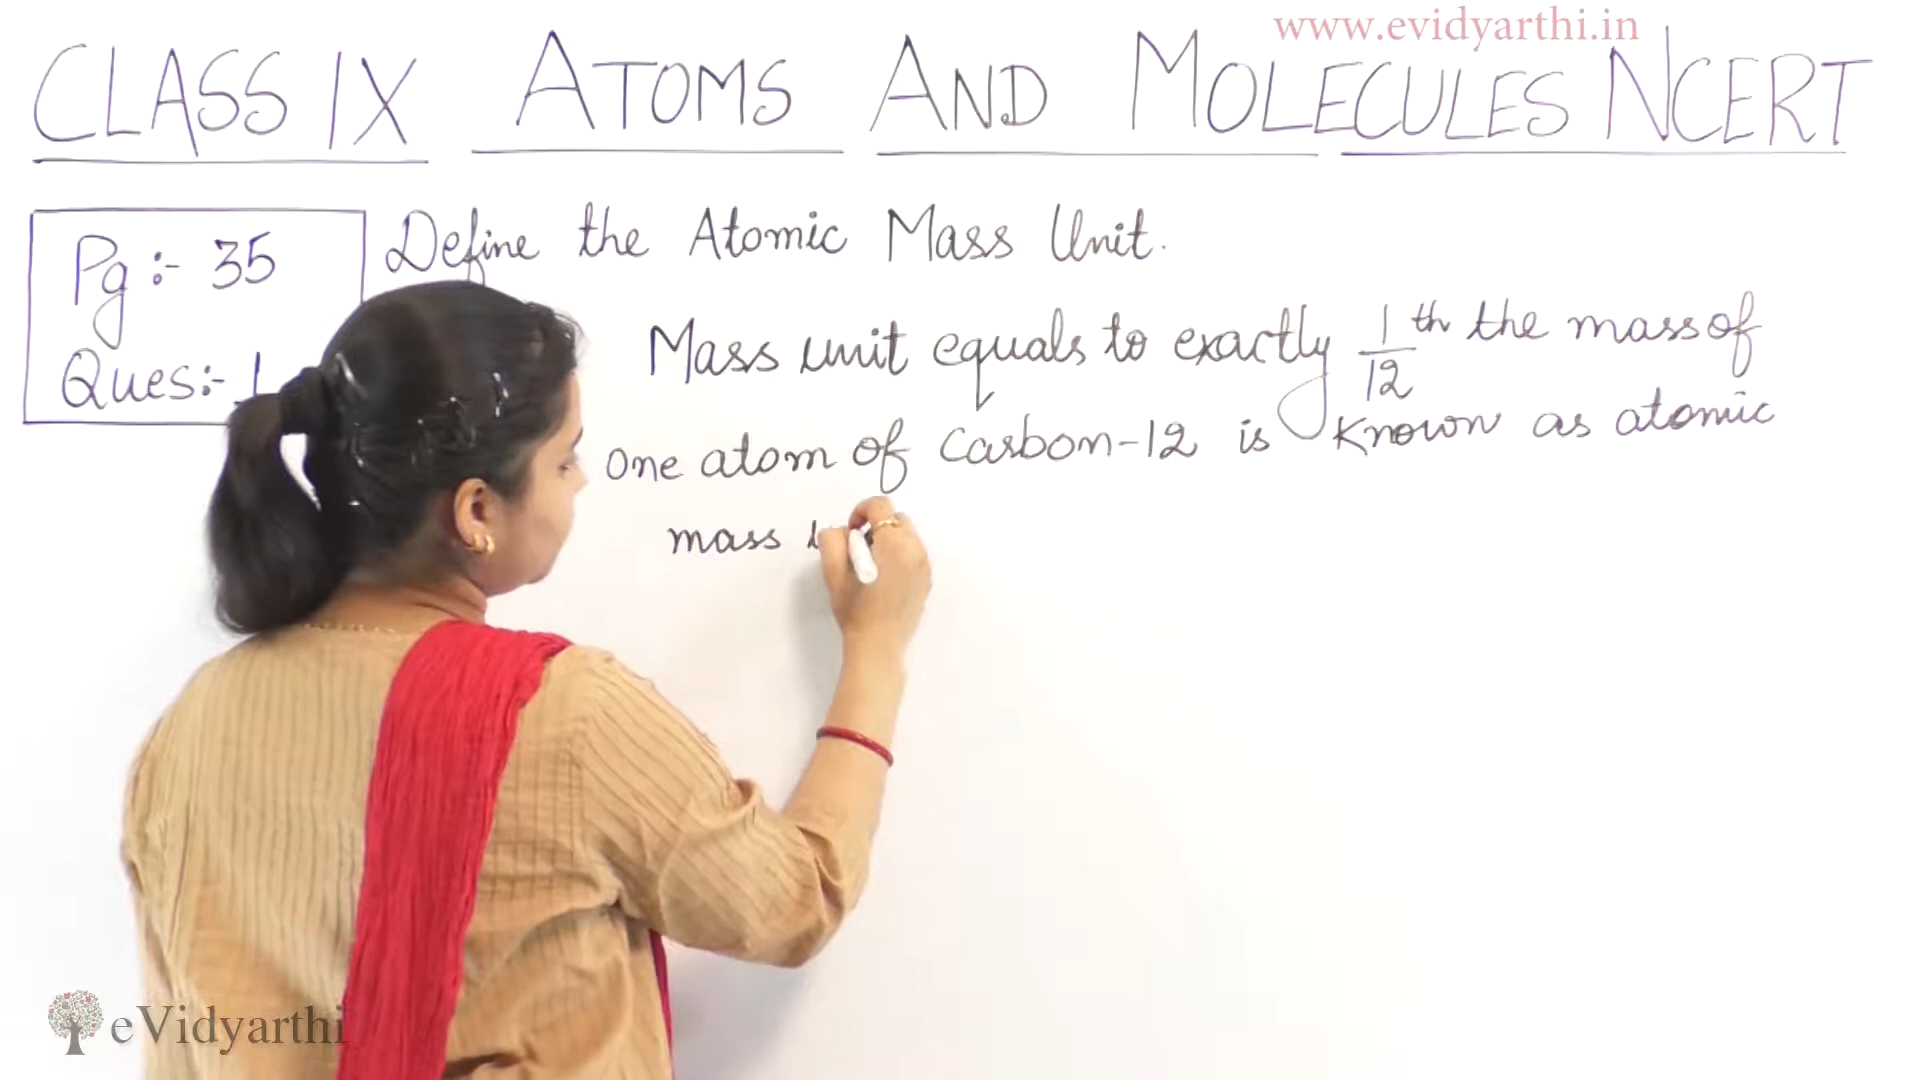 www.evidyarthi.in
CLASS IX ATOMS AND MOLECULES NCERT
Pg:- 35
Ques:- 1
Define the Atomic Mass Unit.
Mass unit equals to exactly 1/12 th the mass of
one atom of Carbon-12 is known as atomic
mass
eVidyarthi